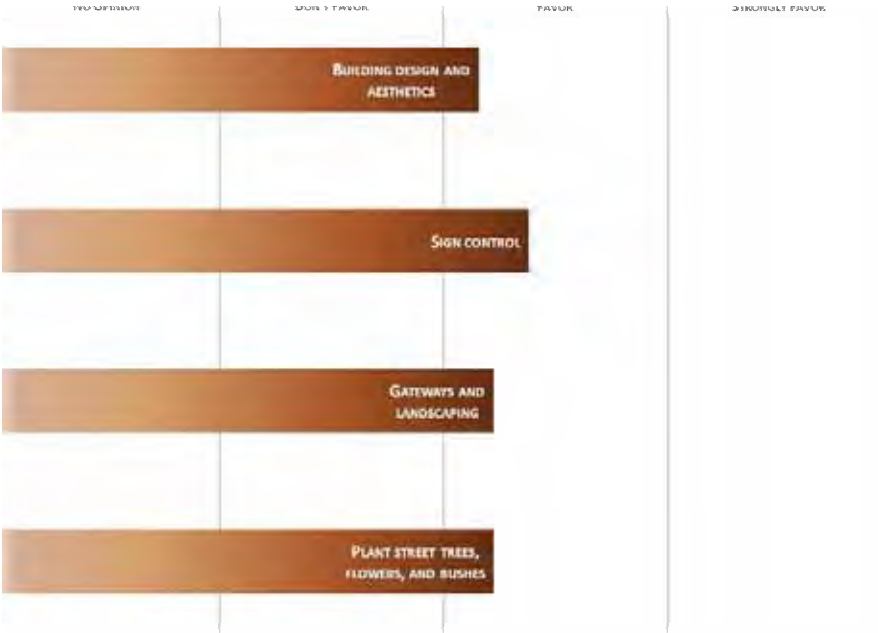 NO OPINION DON'T FAVOR FAVOR STRONGLY FAVOR
BUILDING DESIGN AND
AESTHETICS
SIGN CONTROL
GATEWAYS AND
LANDSCAPING
PLANT STREET TREES,
FLOWERS, AND BUSHES